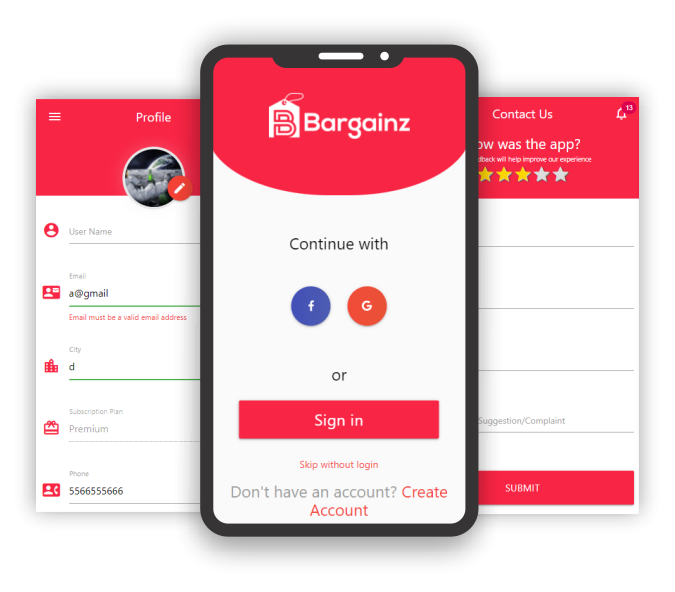 Profile
User Name
Email
a@gmail
Email must be a valid email address
City
d
Subscription Plan
Premium
Phone
5566555666
Bargainz
Continue with
f
G
or
Sign in
Skip without login
Don't have an account? Create
Account
Contact Us
13
ow was the app?
dback will help improve our experience
Suggestion/Complaint
SUBMIT